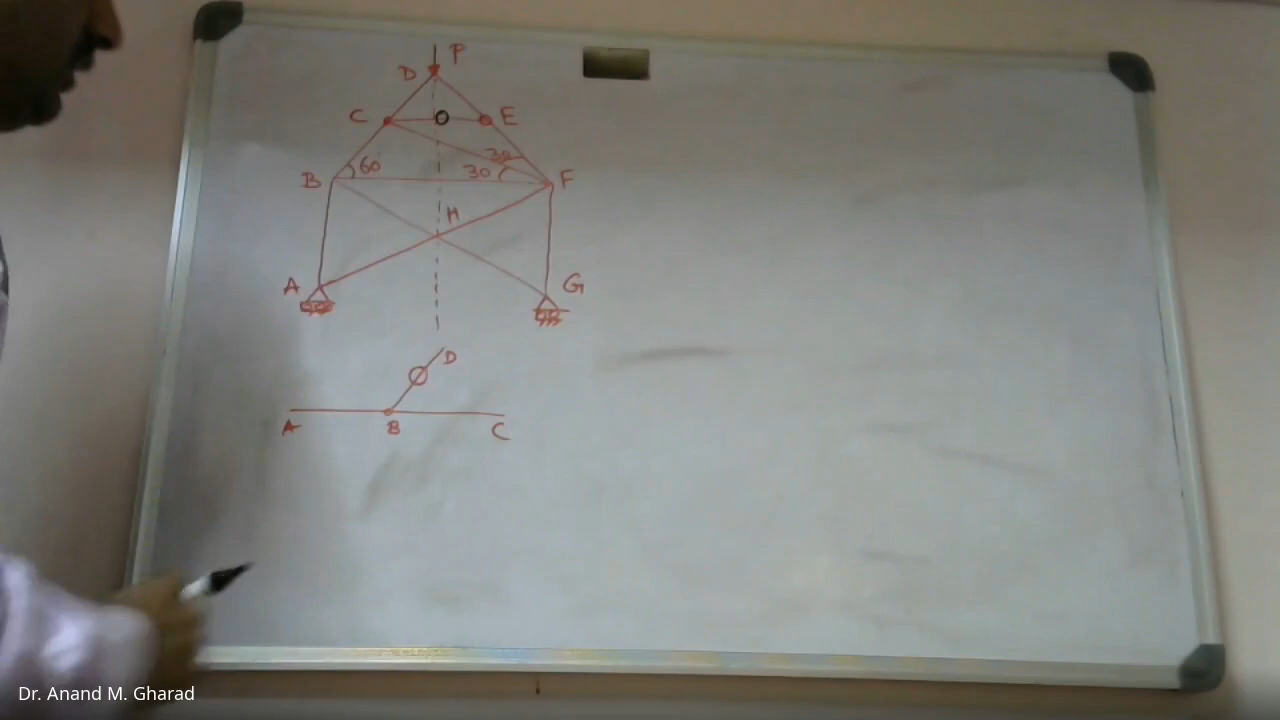 P
D
C O E
30
B 60 30 F
H
A G
D
A B C
Dr. Anand M. Gharad